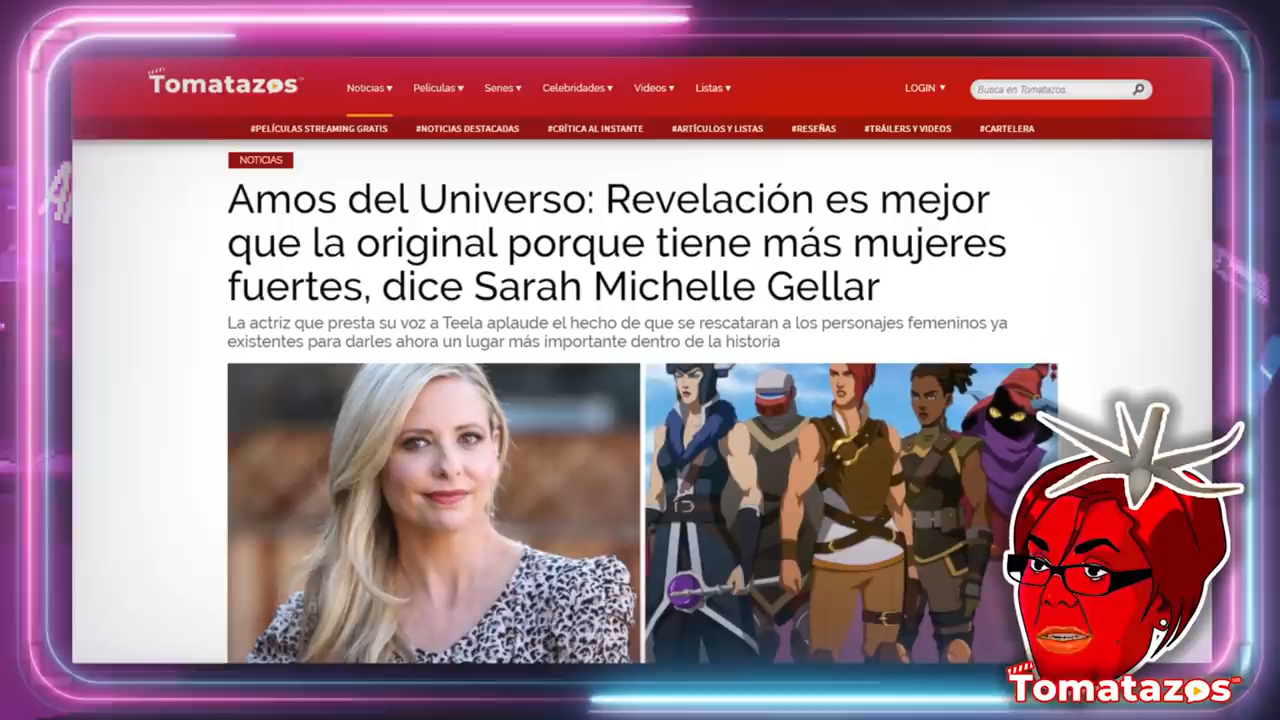 Tomatazos
Noticias Películas Series Celebridades Videos Listas LOGIN Busca en Tomatazos
#PELÍCULAS STREAMING GRATIS #NOTICIAS DESTACADAS #CRÍTICA AL INSTANTE #ARTÍCULOS Y LISTAS #RESEÑAS #TRÁILERS Y VIDEOS #CARTELERA
NOTICIAS
Amos del Universo: Revelación es mejor
que la original porque tiene más mujeres
fuertes, dice Sarah Michelle Gellar
La actriz que presta su voz a Teela aplaude el hecho de que se rescataran a los personajes femeninos ya
existentes para darles ahora un lugar más importante dentro de la historia
Tomatazos